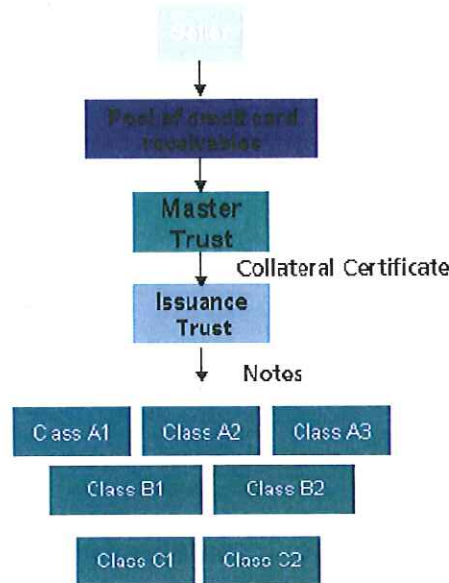 Seller
Pool of credit card
receivables
Master
Trust
Collateral Certificate
Issuance
Trust
Notes
Class A1 Class A2 Class A3
Class B1 Class B2
Class C1 Class C2